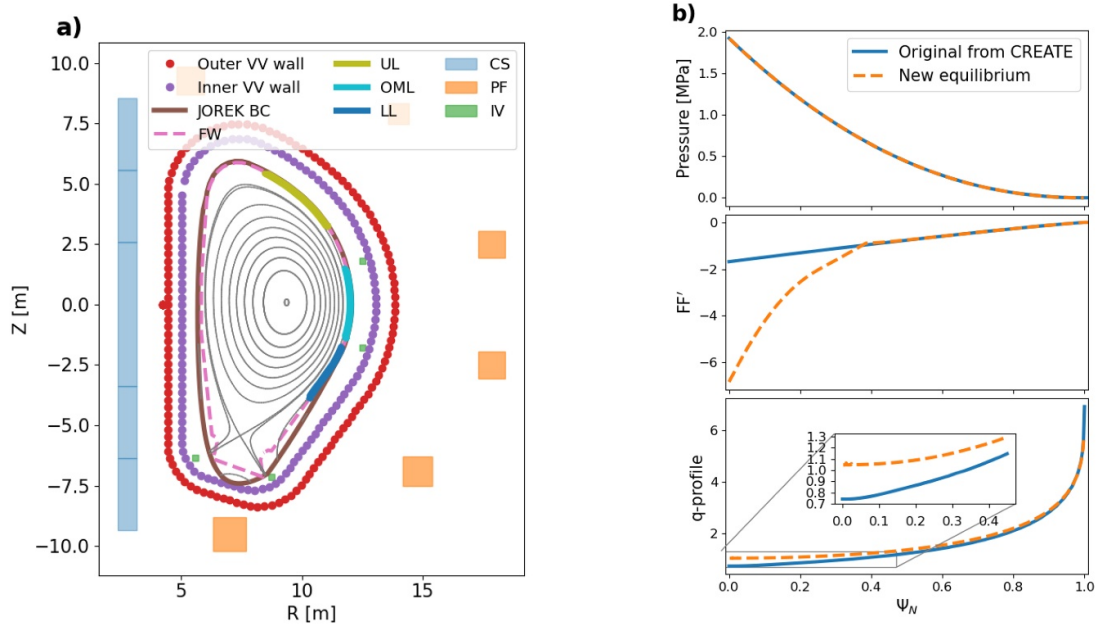 a)
Outer VV wall
Inner VV wall
JOREK BC
FW
UL
OML
LL
CS
PF
IV
10.0
7.5
5.0
2.5
0.0
−2.5
−5.0
−7.5
−10.0
Z [m]
5
10
15
R [m]
b)
Original from CREATE
New equilibrium
2.0
1.5
1.0
0.5
0.0
Pressure [MPa]
0
−2
−4
−6
FF′
6
4
2
q-profile
1.3
1.2
1.1
1.0
0.9
0.8
0.7
0.0 0.1 0.2 0.3 0.4
0.0 0.2 0.4 0.6 0.8 1.0
Ψ_N